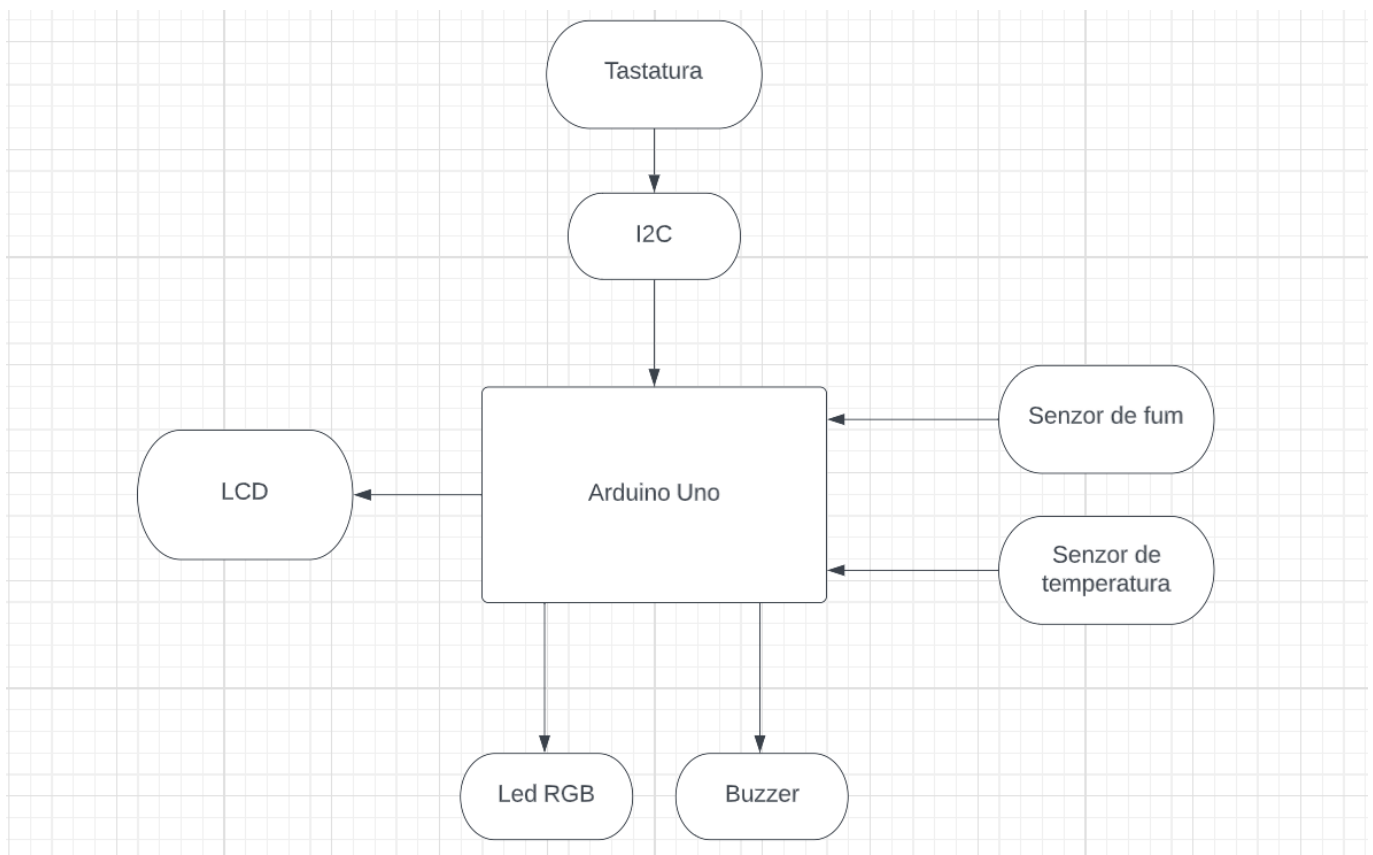 Tastatura
I2C
Senzor de fum
LCD
Arduino Uno
Senzor de
temperatura
Led RGB
Buzzer